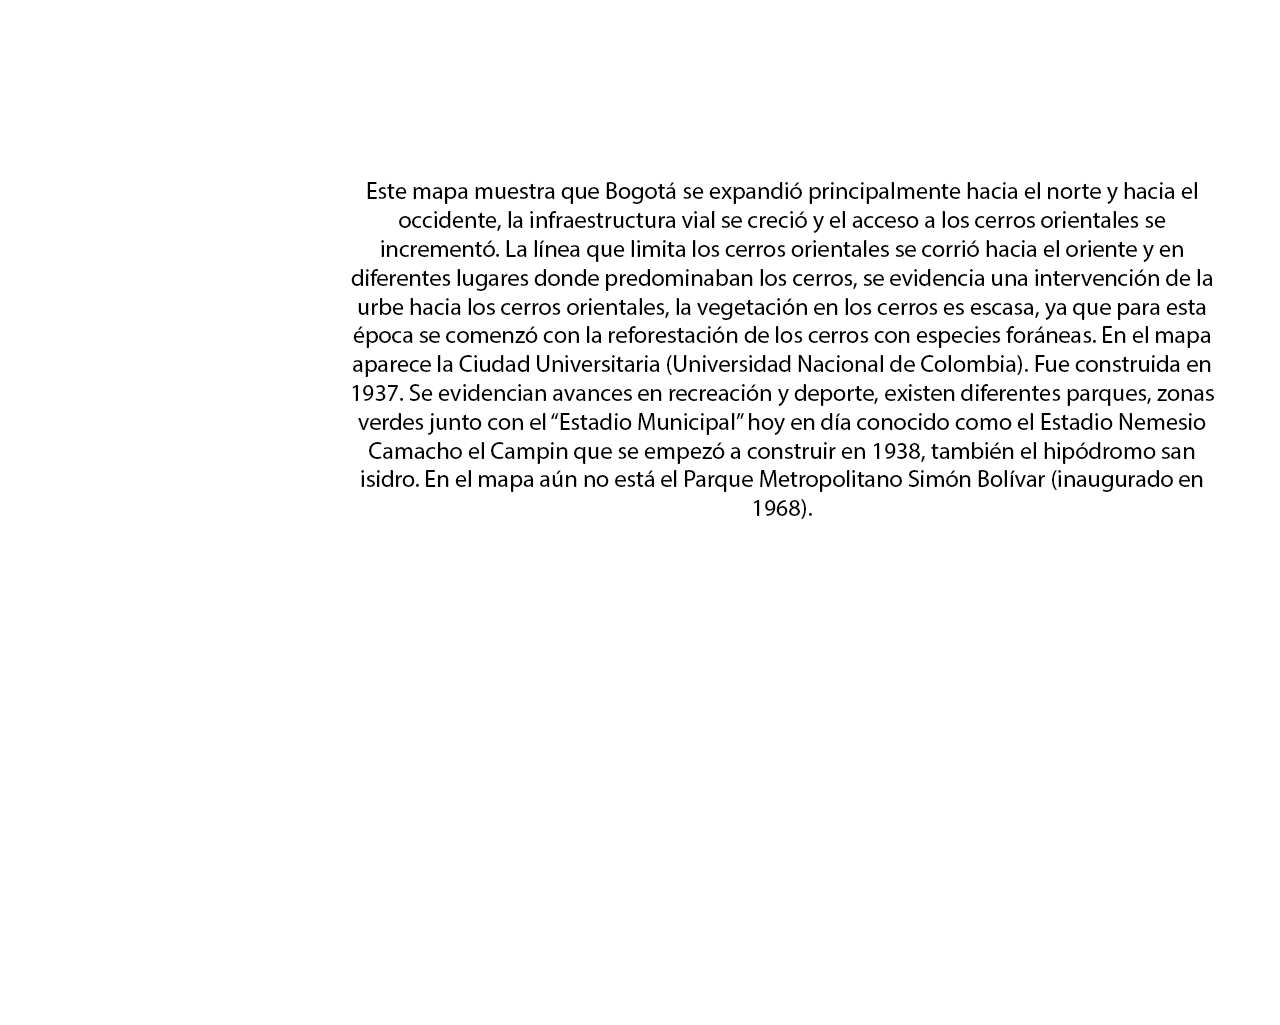 Este mapa muestra que Bogotá se expandió principalmente hacia el norte y hacia el
occidente, la infraestructura vial se creció y el acceso a los cerros orientales se
incrementó. La línea que limita los cerros orientales se corrió hacia el oriente y en
diferentes lugares donde predominaban los cerros, se evidencia una intervención de la
urbe hacia los cerros orientales, la vegetación en los cerros es escasa, ya que para esta
época se comenzó con la reforestación de los cerros con especies foráneas. En el mapa
aparece la Ciudad Universitaria (Universidad Nacional de Colombia). Fue construida en
1937. Se evidencian avances en recreación y deporte, existen diferentes parques, zonas
verdes junto con el “Estadio Municipal” hoy en día conocido como el Estadio Nemesio
Camacho el Campin que se empezó a construir en 1938, también el hipódromo san
isidro. En el mapa aún no está el Parque Metropolitano Simón Bolívar (inaugurado en
1968).